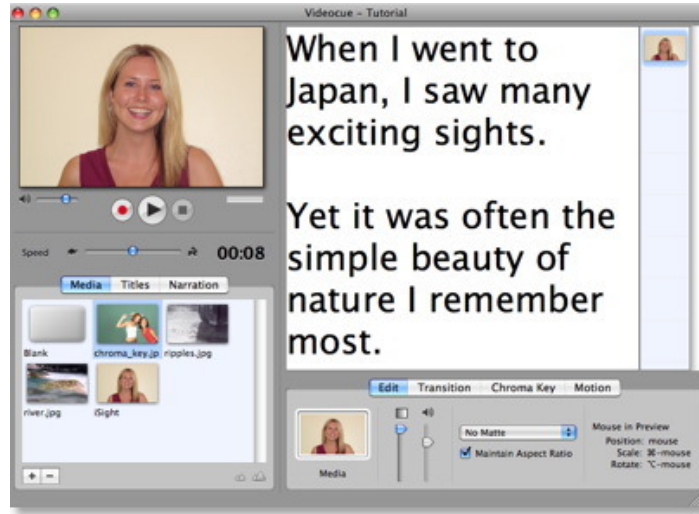 Videocue - Tutorial
When I went to
Japan, I saw many
exciting sights.
Yet it was often the
simple beauty of
nature I remember
most.
Speed 00:08
Media Titles Narration
Blank chroma_key.jp ripples.jpg
river.jpg iSight
Edit Transition Chroma Key Motion
Media
No Matte
Maintain Aspect Ratio
Mouse in Preview
Position: mouse
Scale: ⌘-mouse
Rotate: ⌥-mouse